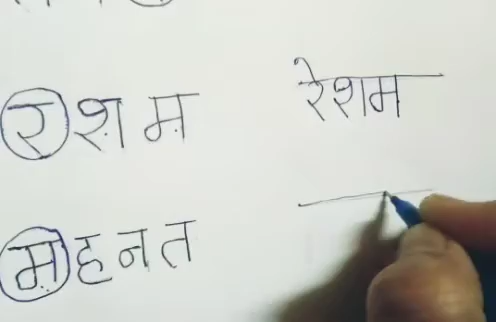 र श म रेशम
म ह न त